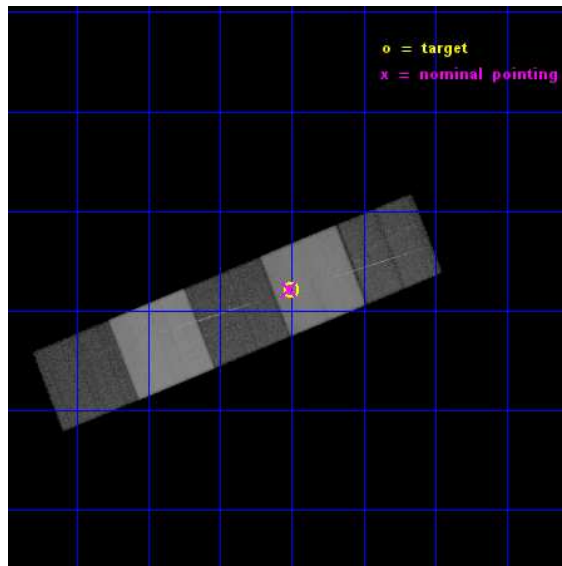 o = target
x = nominal pointing